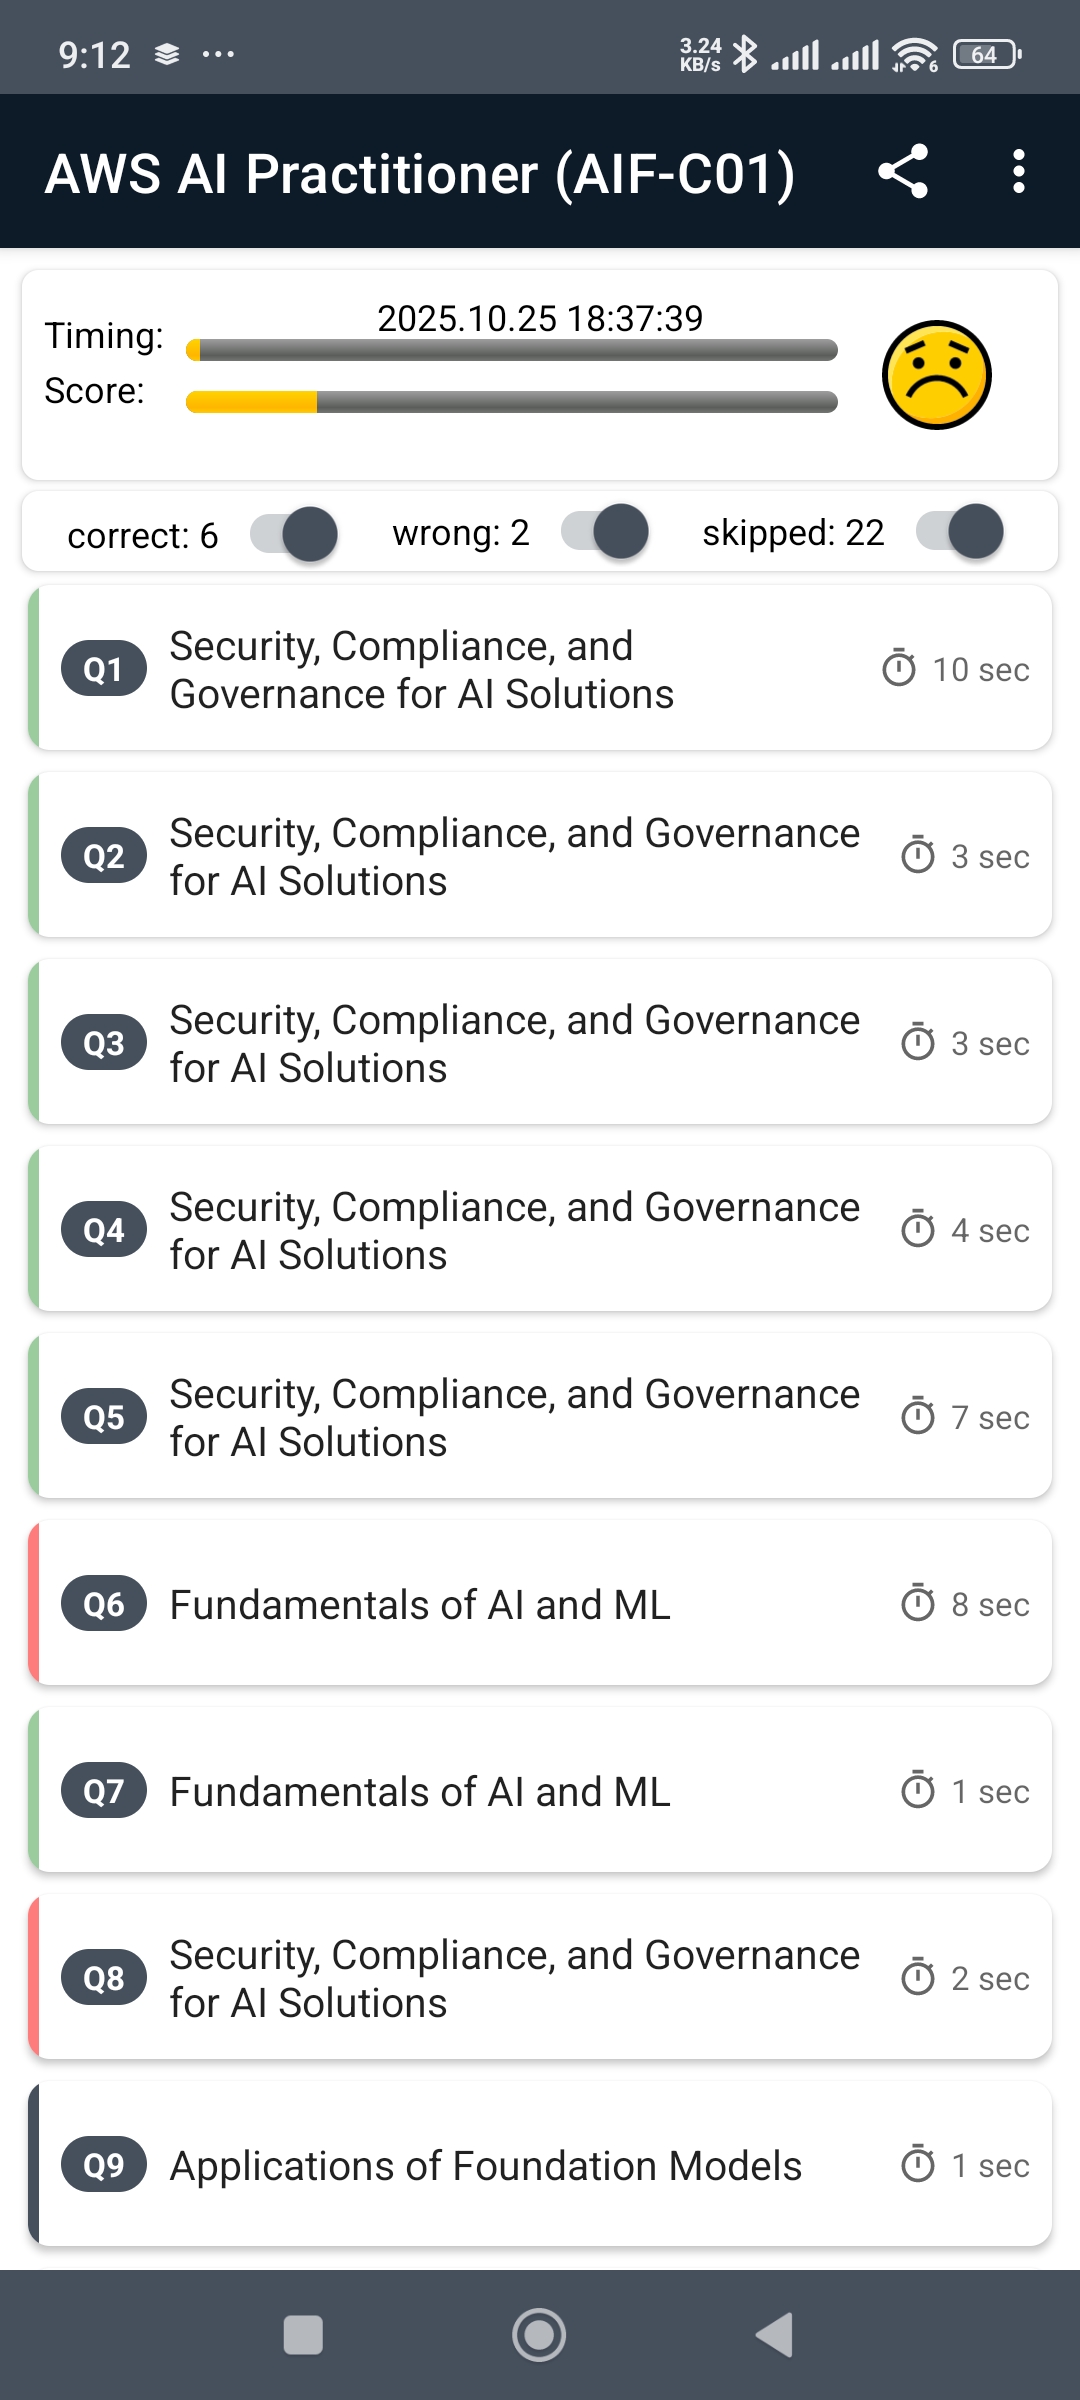 9:12
3.24
KB/s
6
64
AWS AI Practitioner (AIF-C01)
2025.10.25 18:37:39
Timing:
Score:
correct: 6
wrong: 2
skipped: 22
Q1
Security, Compliance, and
Governance for AI Solutions
10 sec
Q2
Security, Compliance, and Governance
for AI Solutions
3 sec
Q3
Security, Compliance, and Governance
for AI Solutions
3 sec
Q4
Security, Compliance, and Governance
for AI Solutions
4 sec
Q5
Security, Compliance, and Governance
for AI Solutions
7 sec
Q6
Fundamentals of AI and ML
8 sec
Q7
Fundamentals of AI and ML
1 sec
Q8
Security, Compliance, and Governance
for AI Solutions
2 sec
Q9
Applications of Foundation Models
1 sec